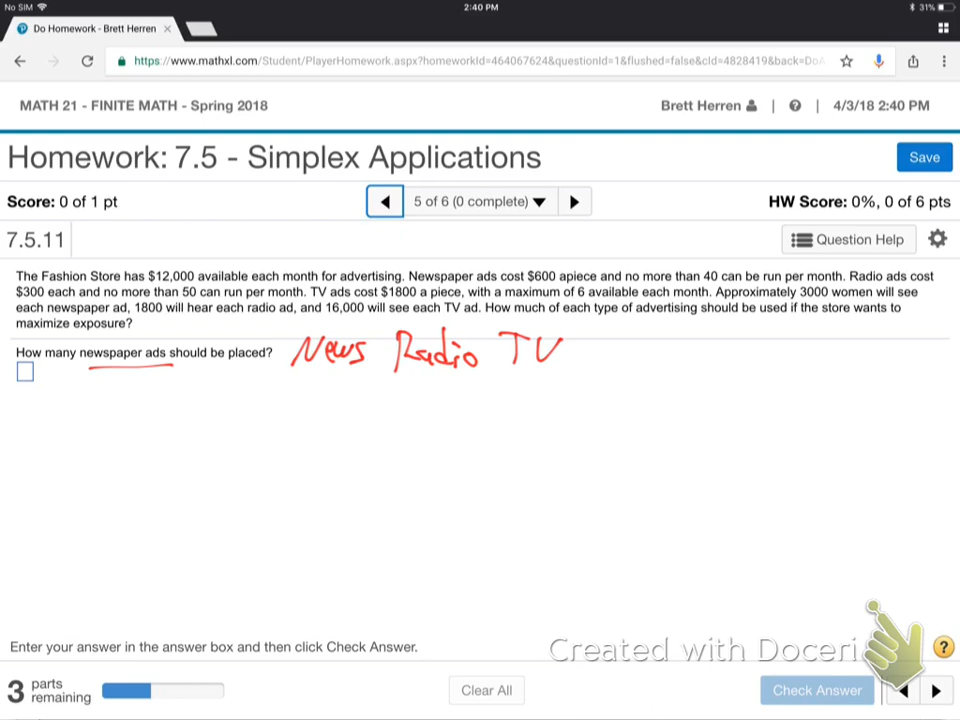 No SIM 2:40 PM 31%
Do Homework - Brett Herren ×
https://www.mathxl.com/Student/PlayerHomework.aspx?homeworkId=464067624&questionId=1&flushed=false&cId=4828419&back=DoA
MATH 21 - FINITE MATH - Spring 2018 Brett Herren | ? | 4/3/18 2:40 PM
Homework: 7.5 - Simplex Applications Save
Score: 0 of 1 pt 5 of 6 (0 complete) HW Score: 0%, 0 of 6 pts
7.5.11 Question Help
The Fashion Store has $12,000 available each month for advertising. Newspaper ads cost $600 apiece and no more than 40 can be run per month. Radio ads cost
$300 each and no more than 50 can run per month. TV ads cost $1800 a piece, with a maximum of 6 available each month. Approximately 3000 women will see
each newspaper ad, 1800 will hear each radio ad, and 16,000 will see each TV ad. How much of each type of advertising should be used if the store wants to
maximize exposure?
How many newspaper ads should be placed? News Radio TV
Enter your answer in the answer box and then click Check Answer.
Created with Doceri
?
3 parts remaining Clear All Check Answer